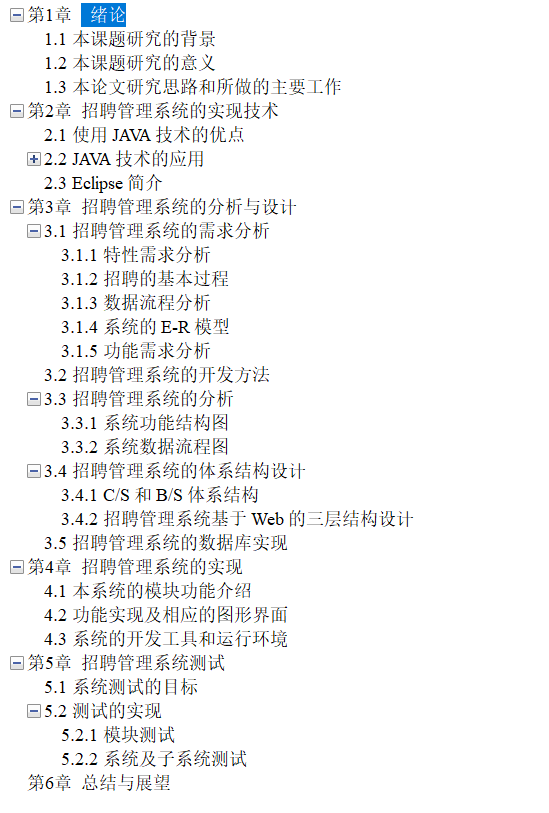 第1章 绪论
1.1 本课题研究的背景
1.2 本课题研究的意义
1.3 本论文研究思路和所做的主要工作
第2章 招聘管理系统的实现技术
2.1 使用 JAVA 技术的优点
2.2 JAVA 技术的应用
2.3 Eclipse 简介
第3章 招聘管理系统的分析与设计
3.1 招聘管理系统的需求分析
3.1.1 特性需求分析
3.1.2 招聘的基本过程
3.1.3 数据流程分析
3.1.4 系统的 E-R 模型
3.1.5 功能需求分析
3.2 招聘管理系统的开发方法
3.3 招聘管理系统的分析
3.3.1 系统功能结构图
3.3.2 系统数据流程图
3.4 招聘管理系统的体系结构设计
3.4.1 C/S 和 B/S 体系结构
3.4.2 招聘管理系统基于 Web 的三层结构设计
3.5 招聘管理系统的数据库实现
第4章 招聘管理系统的实现
4.1 本系统的模块功能介绍
4.2 功能实现及相应的图形界面
4.3 系统的开发工具和运行环境
第5章 招聘管理系统测试
5.1 系统测试的目标
5.2 测试的实现
5.2.1 模块测试
5.2.2 系统及子系统测试
第6章 总结与展望